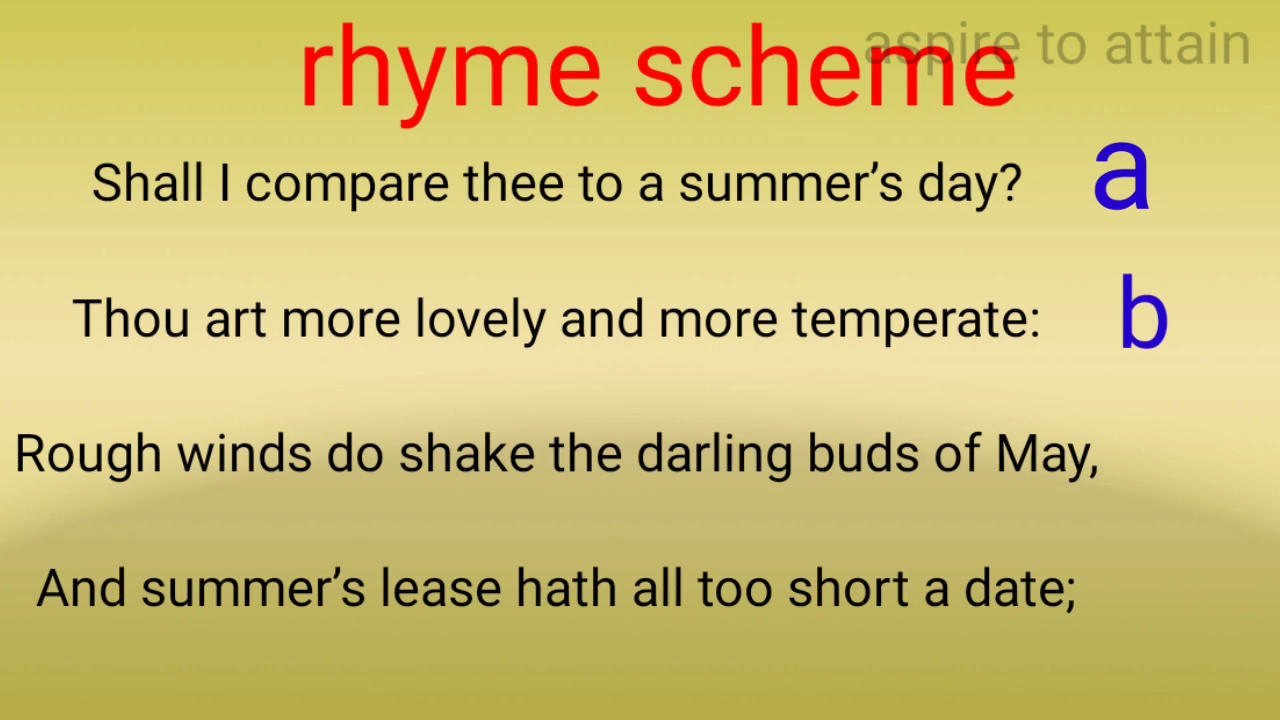 aspire to attain
rhyme scheme
Shall I compare thee to a summer’s day? a
Thou art more lovely and more temperate: b
Rough winds do shake the darling buds of May,
And summer’s lease hath all too short a date;